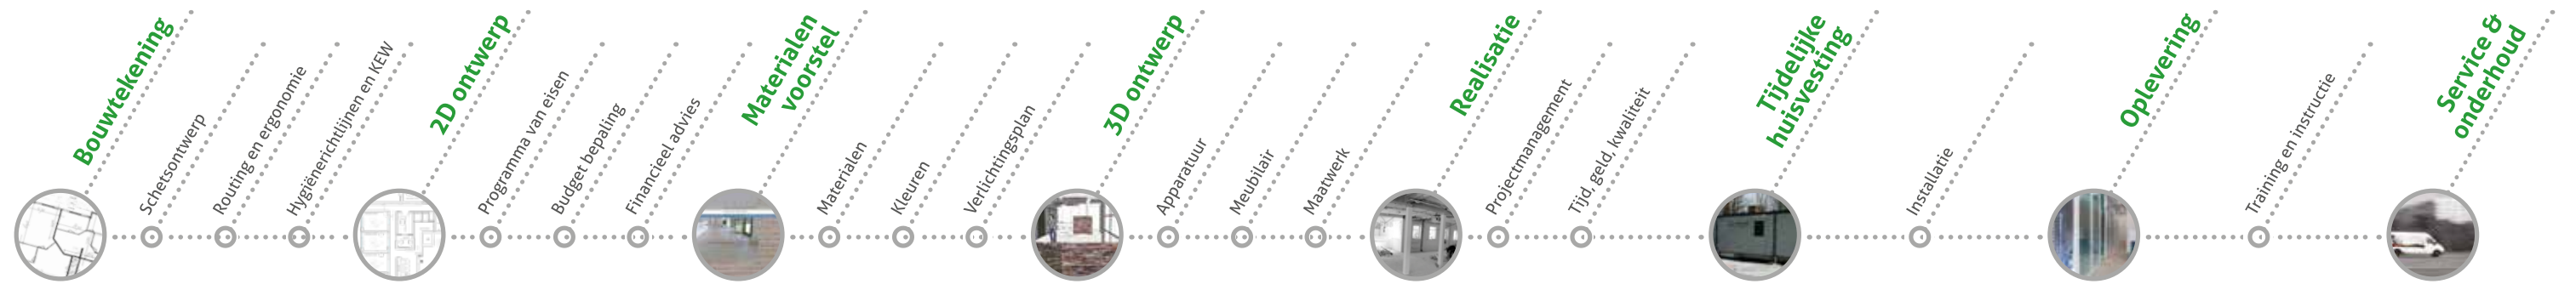 Bouwtekening
Schetsontwerp
Routing en ergonomie
Hygiënerichtlijnen en KEW
2D ontwerp
Programma van eisen
Budget bepaling
Financieel advies
Materialen
voorstel
Materialen
Kleuren
Verlichtingsplan
3D ontwerp
Apparatuur
Meubilair
Maatwerk
Realisatie
Projectmanagement
Tijd, geld, kwaliteit
Tijdelijke
huisvesting
Installatie
Oplevering
Training en instructie
Service &
onderhoud